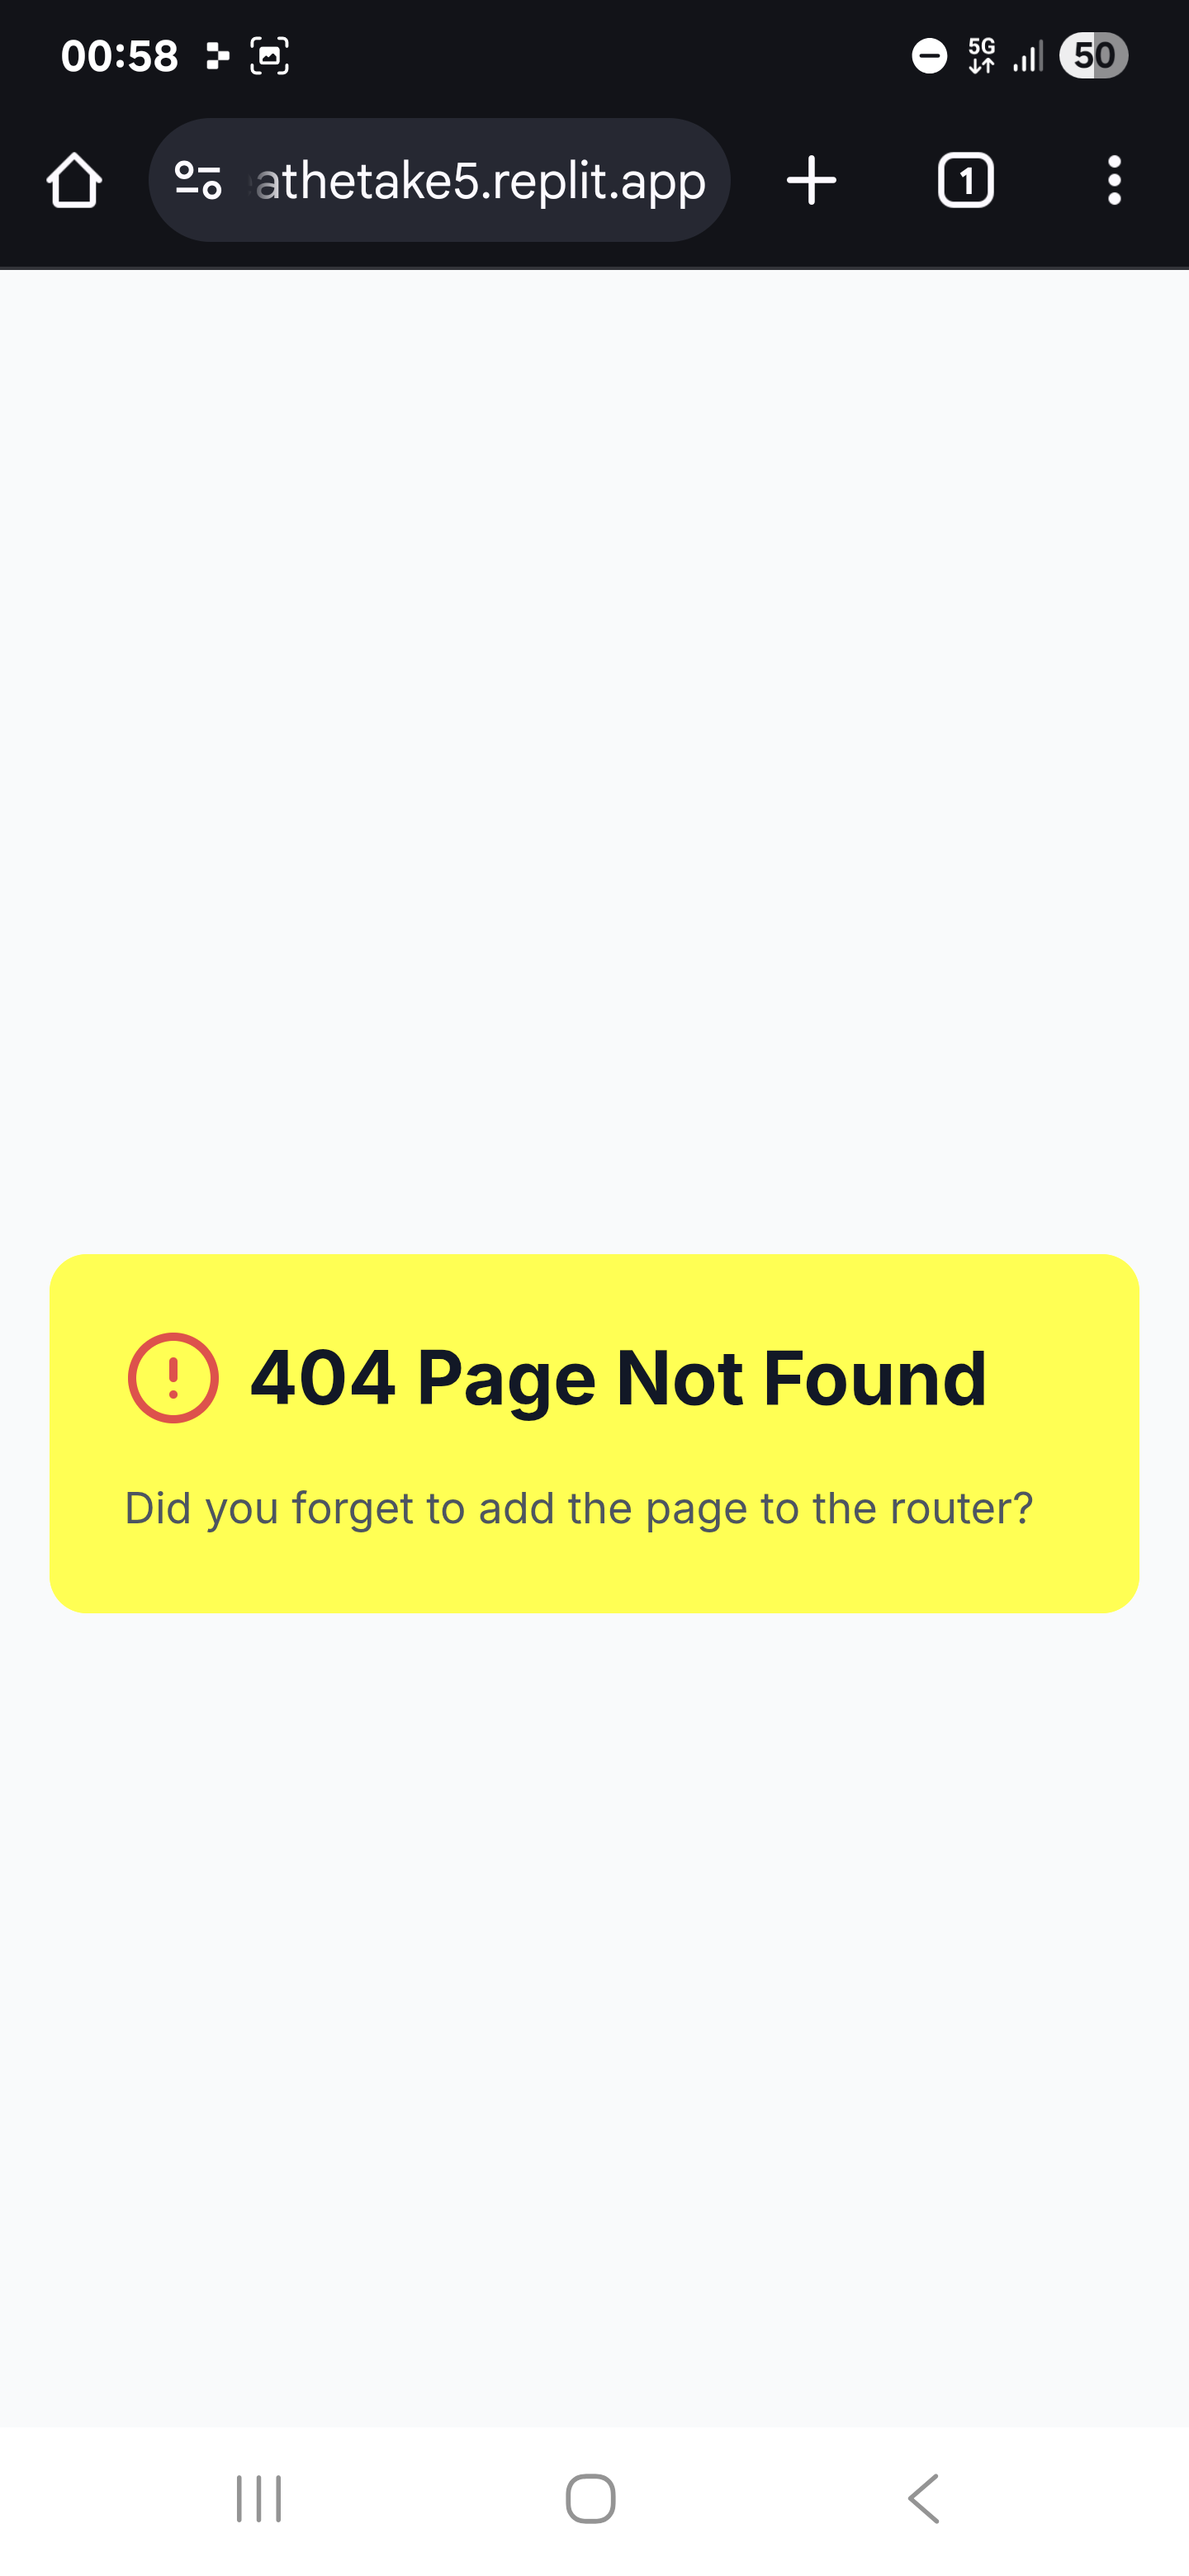 00:58
5G
50
athetake5.replit.app
1
404 Page Not Found
Did you forget to add the page to the router?